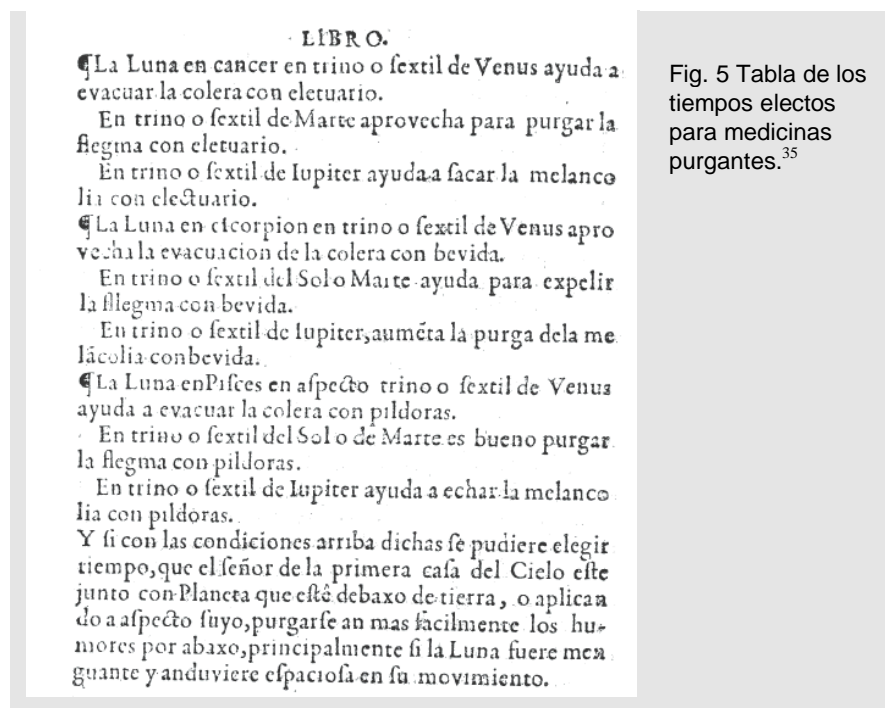 LIBRO.
¶La Luna en cancer en trino o ſextil de Venus ayuda a
evacuar la colera con eletuario.
En trino o ſextil de Marte aprovecha para purgar la
flegma con eletuario.
En trino o ſextil de Iupiter ayuda a ſacar la melanco
lia con electuario.
¶La Luna en eſcorpion en trino o ſextil de Venus apro
vecha la evacuacion de la colera con bevida.
En trino o ſextil del Sol o Marte ayuda para expelir
la fllegma con bevida.
En trino o ſextil de Iupiter, aumẽta la purga dela me
lãcolia con bevida.
¶La Luna en Piſces en aſpecto trino o ſextil de Venus
ayuda a evacuar la colera con pildoras.
En trino o ſextil del Sol o de Marte es bueno purgar
la flegma con pildoras.
En trino o ſextil de Iupiter ayuda a echar la melanco
lia con pildoras.
Y ſi con las condiciones arriba dichas ſe pudiere elegir
tiempo, que el ſeñor de la primera caſa del Cielo eſte
junto con Planeta que eſtê debaxo de tierra, o aplican
do a aſpecto ſuyo, purgarſe an mas facilmente los hu-
mores por abaxo, principalmente ſi la Luna fuere men
guante y anduviere eſpacioſa en ſu movimiento.
Fig. 5 Tabla de los
tiempos electos
para medicinas
purgantes.35